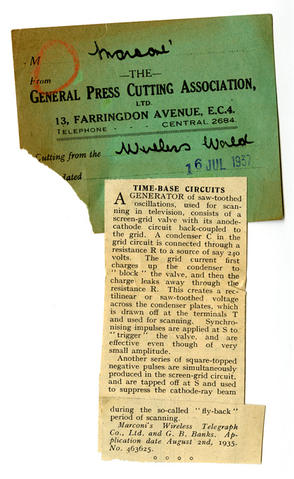 M Marconi
From
—THE—
GENERAL PRESS CUTTING ASSOCIATION,
LTD.
13, FARRINGDON AVENUE, E.C.4.
TELEPHONE CENTRAL 2684.
Cutting from the Wireless World
dated 16 JUL 1937
TIME-BASE CIRCUITS
A GENERATOR of saw-toothed
oscillations, used for scan-
ning in television, consists of
a screen-grid valve with its anode-
cathode circuit back-coupled to
the grid. A condenser C in the
grid circuit is connected through a
resistance R to a source of say 240
volts. The grid current first
charges up the condenser to
"block" the valve, and then the
charge leaks away through the
resistance R. This creates a rec-
tilinear or saw-toothed voltage
across the condenser plates, which
is drawn off at the terminals T
and used for scanning. Synchro-
nising impulses are applied at S to
"trigger" the valve, and are
effective even though of very
small amplitude.
Another series of square-topped
negative pulses are simultaneously
produced in the screen-grid circuit,
and are tapped off at S and used
to suppress the cathode-ray beam
during the so-called "fly-back"
period of scanning.
Marconi's Wireless Telegraph
Co., Ltd. and G. B. Banks. Ap-
plication date August 2nd, 1935.
No. 463625.